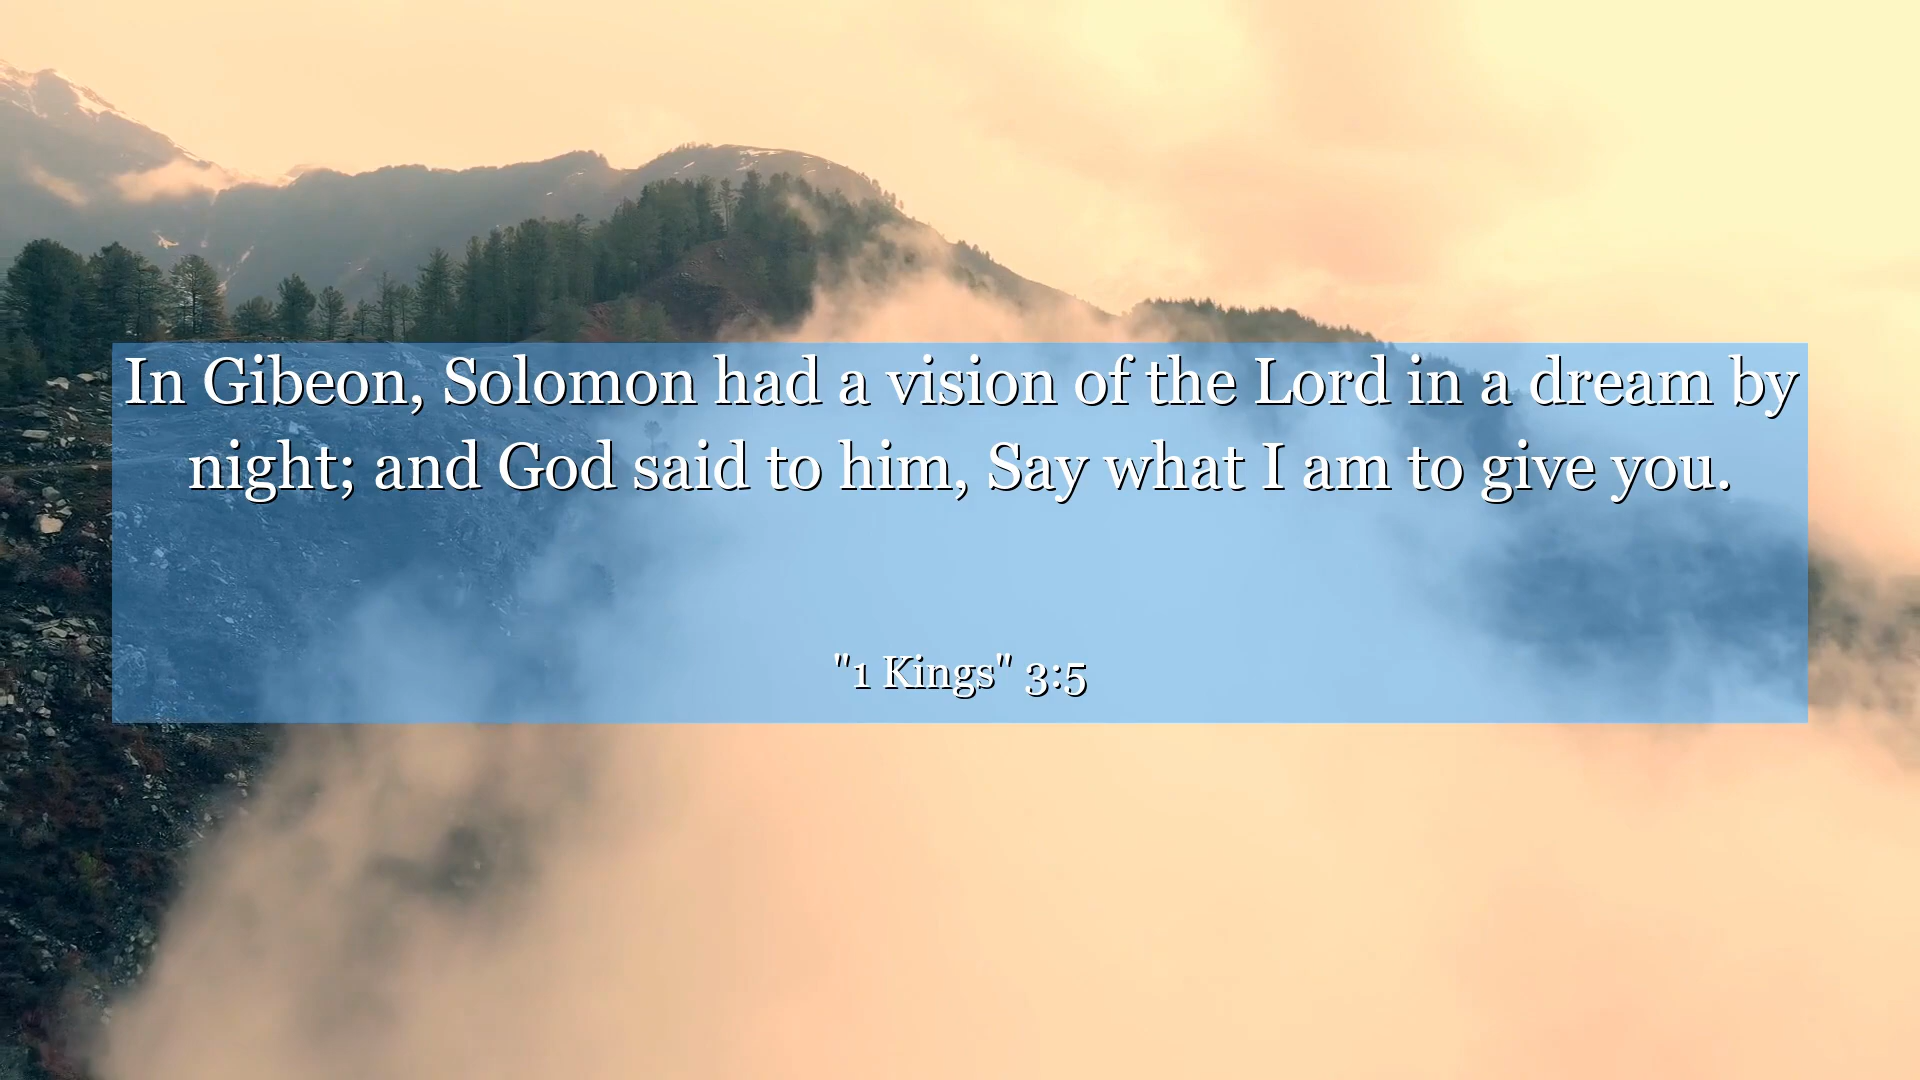 In Gibeon, Solomon had a vision of the Lord in a dream by
night; and God said to him, Say what I am to give you.
"1 Kings" 3:5